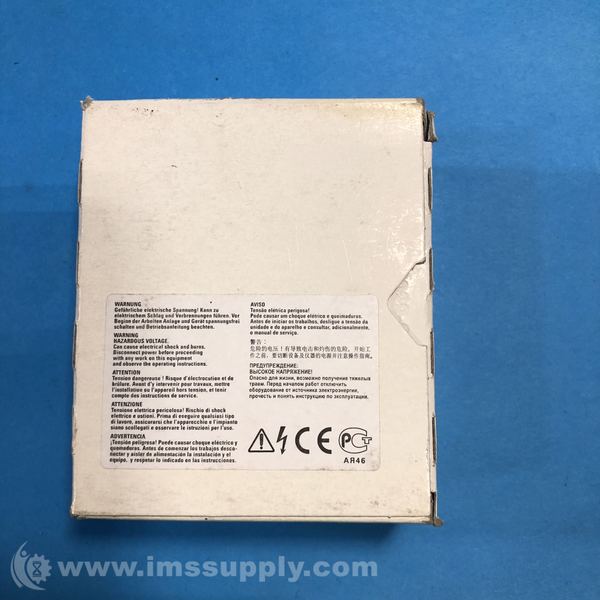 WARNUNG
Gefährliche elektrische Spannung! Kann zu
elektrischem Schlag und Verbrennungen führen. Vor
Beginn der Arbeiten Anlage und Gerät spannungsfrei
schalten und Betriebsanleitung beachten.
WARNING
HAZARDOUS VOLTAGE.
Can cause electrical shock and burns.
Disconnect power before proceeding
with any work on this equipment
and observe the operating instructions.
ATTENTION
Tension dangereuse ! Risque d'électrocution et de
brûlure. Avant d'y intervenir pour travaux, mettre
l'installation ou l'appareil hors tension, et tenir
compte des instructions de service.
ATTENZIONE
Tensione elettrica pericolosa! Rischio di shock
elettrico e ustioni. Prima di eseguire qualsiasi tipo
di lavoro, assicurarsi che l'apparecchio e l'impianto
siano scollegati e osservare le istruzioni per l'uso.
ADVERTENCIA
¡Tensión peligrosa! Puede causar choque eléctrico y
quemaduras. Antes de comenzar los trabajos desco-
nectar y aislar de alimentación la instalación y el
equipo, y respetar lo indicado en las instrucciones.
AVISO
Tensão elétrica perigosa!
Pode causar um choque elétrico e queimaduras.
Antes de iniciar os trabalhos, desligue a tensão da
unidade e do aparelho e consultar, adicionalmente,
o manual de serviço.
警告：
危险的电压！有导致电击和灼伤的危险。开始工
作之前，要切断设备及仪器的电源并注意操作指南。
ПРЕДУПРЕЖДЕНИЕ:
ВЫСОКОЕ НАПРЯЖЕНИЕ!
Опасно для жизни, возможно получение тяжелых
травм. Перед началом работ отключить
оборудование от источника электроэнергии,
прочесть и понять инструкцию по эксплуатации.
CE
АЯ46
www.imssupply.com